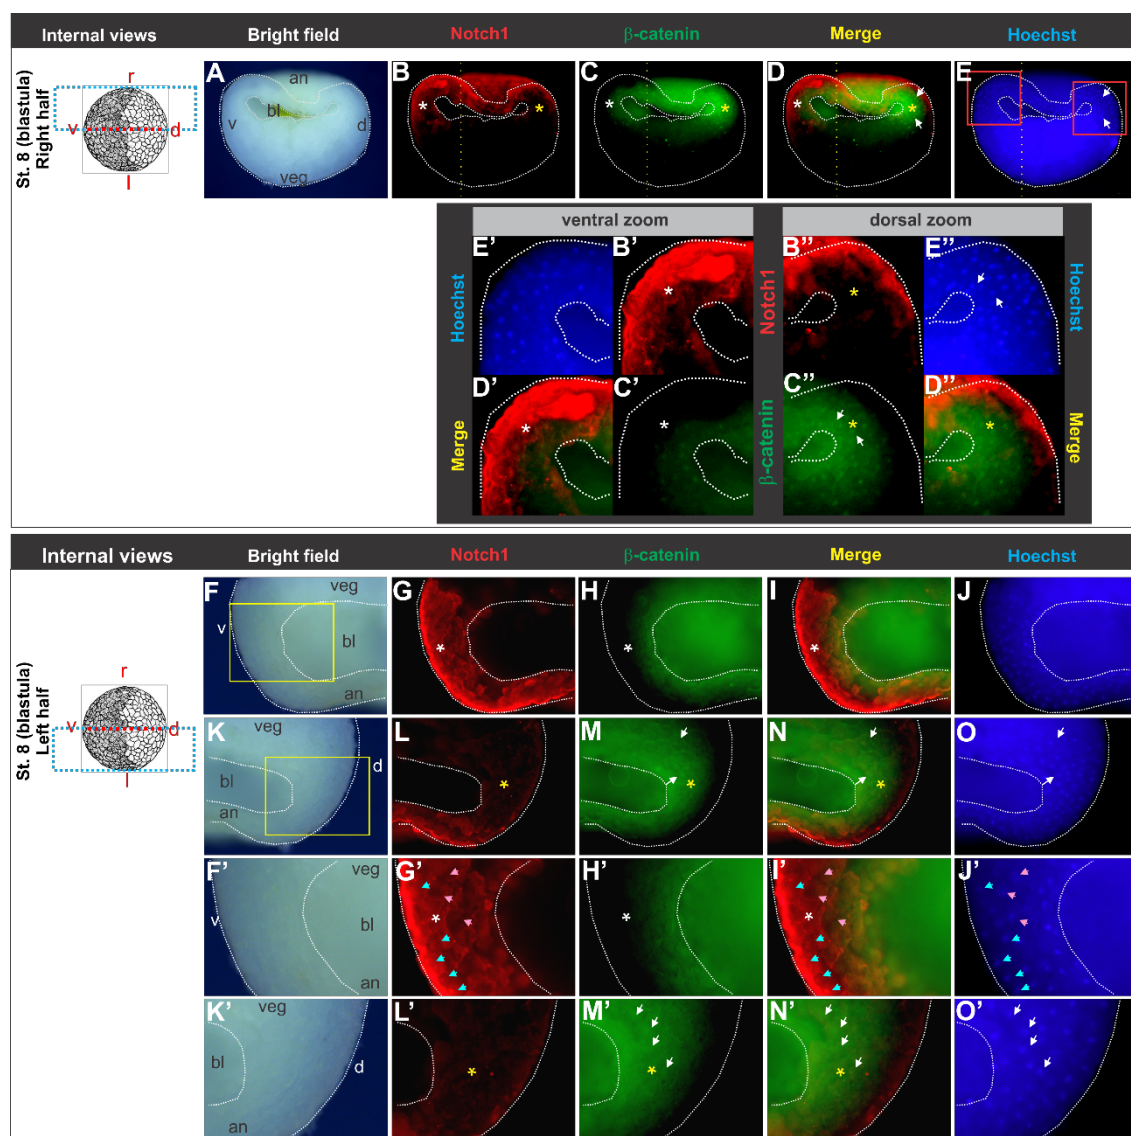 Internal views Bright field Notch1 β-catenin Merge Hoechst
St. 8 (blastula)
Right half
r
v d
l
A an bl v d veg
B * *
C * *
D * *
E
ventral zoom dorsal zoom
Hoechst E' B' * Notch1 B'' * E'' Hoechst
Merge D' * C' * β-catenin C'' * D'' * Merge
Internal views Bright field Notch1 β-catenin Merge Hoechst
St. 8 (blastula)
Left half
r
v d
l
F veg v bl an
G *
H *
I *
J
K veg d bl an
L *
M *
N *
O
F' veg v bl an
G' *
H' *
I' *
J'
K' veg bl d an
L' *
M' *
N' *
O'